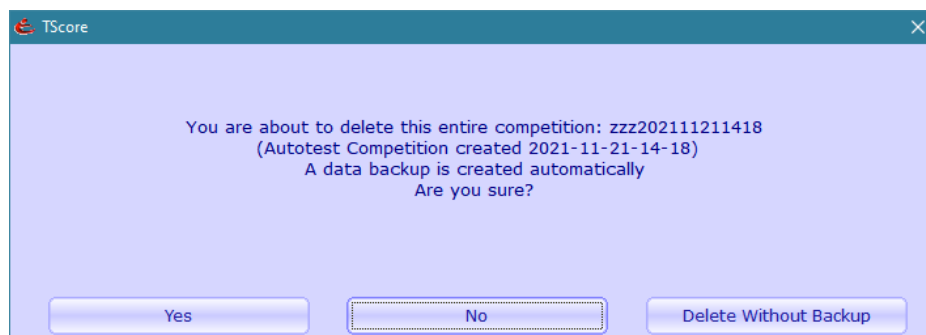 TScore
You are about to delete this entire competition: zzz202111211418
(Autotest Competition created 2021-11-21-14-18)
A data backup is created automatically
Are you sure?
Yes
No
Delete Without Backup